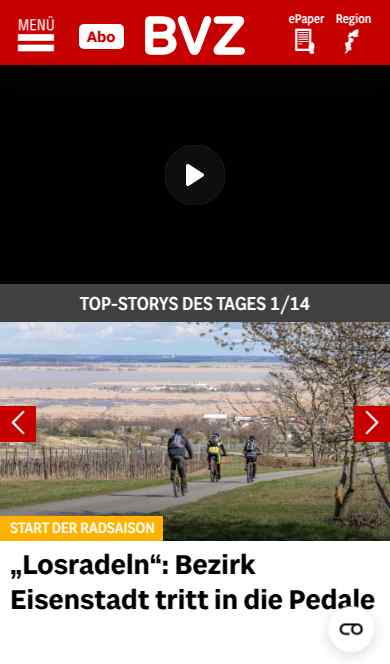 MENÜ
Abo
BVZ
ePaper
Region
TOP-STORYS DES TAGES 1/14
START DER RADSAISON
„Losradeln“: Bezirk
Eisenstadt tritt in die Pedale